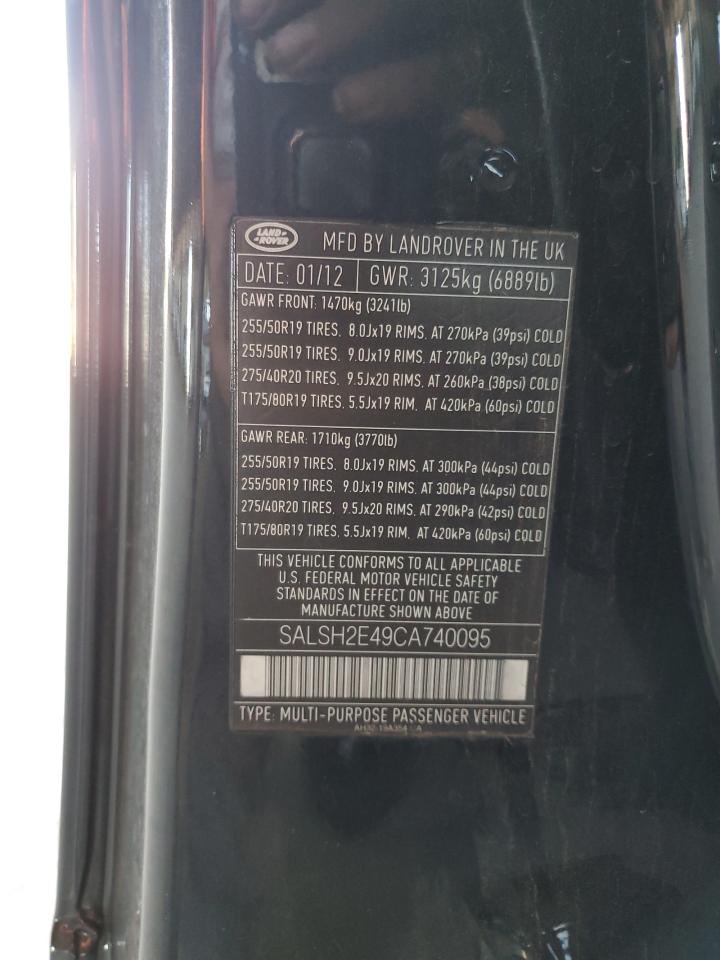 LAND ROVER
MFD BY LANDROVER IN THE UK
DATE: 01/12 GWR: 3125kg (6889lb)
GAWR FRONT: 1470kg (3241lb)
255/50R19 TIRES. 8.0Jx19 RIMS. AT 270kPa (39psi) COLD
255/50R19 TIRES. 9.0Jx19 RIMS. AT 270kPa (39psi) COLD
275/40R20 TIRES. 9.5Jx20 RIMS. AT 260kPa (38psi) COLD
T175/80R19 TIRES. 5.5Jx19 RIM. AT 420kPa (60psi) COLD
GAWR REAR: 1710kg (3770lb)
255/50R19 TIRES. 8.0Jx19 RIMS. AT 300kPa (44psi) COLD
255/50R19 TIRES. 9.0Jx19 RIMS. AT 300kPa (44psi) COLD
275/40R20 TIRES. 9.5Jx20 RIMS. AT 290kPa (42psi) COLD
T175/80R19 TIRES. 5.5Jx19 RIM. AT 420kPa (60psi) COLD
THIS VEHICLE CONFORMS TO ALL APPLICABLE
U.S. FEDERAL MOTOR VEHICLE SAFETY
STANDARDS IN EFFECT ON THE DATE OF
MANUFACTURE SHOWN ABOVE
SALSH2E49CA740095
TYPE: MULTI-PURPOSE PASSENGER VEHICLE